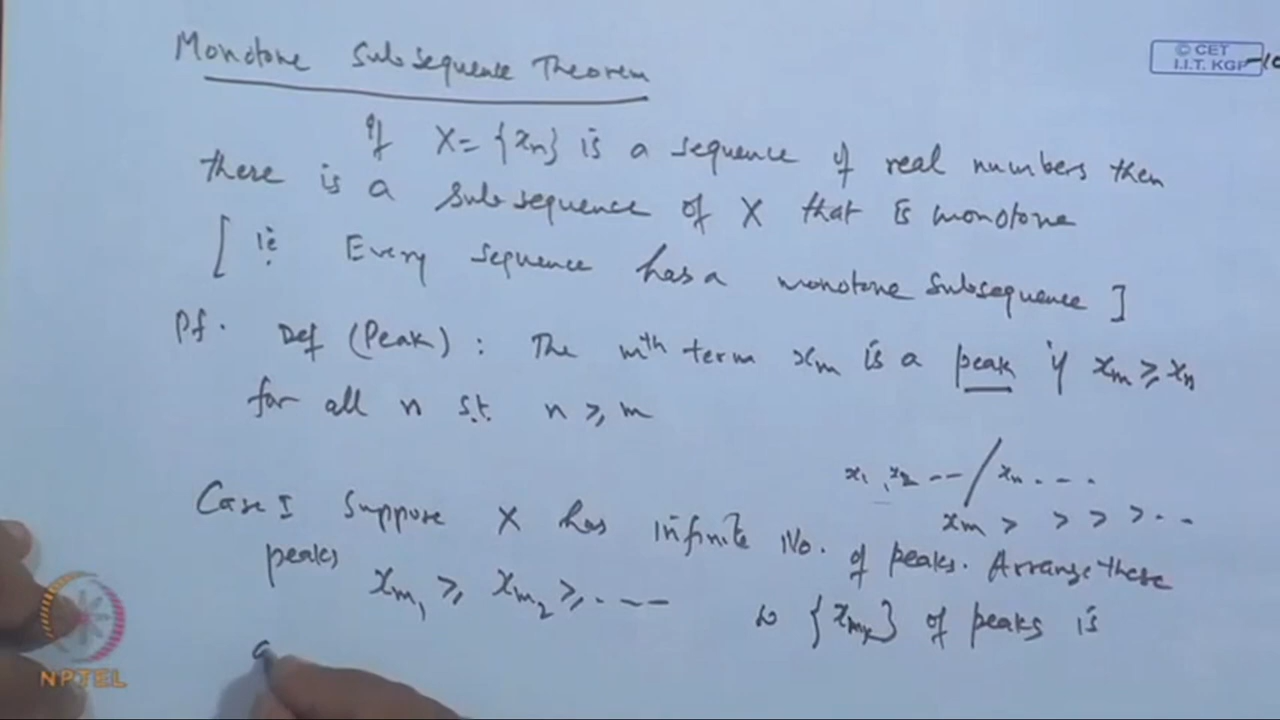 Monotone Subsequence Theorem
© CET
I.I.T. KGP
If X = {xₙ} is a sequence of real numbers then
there is a subsequence of X that is monotone
[ ie Every sequence has a monotone subsequence ]
Pf. Def (Peak) : The mᵗʰ term xₘ is a peak if xₘ ≥ xₙ
for all n s.t. n ≥ m
x₁, x₂ -- / xₙ . . . .
xₘ > > > > . . -
Case I Suppose X has infinite No. of peaks. Arrange these
peaks xₘ₁ ≥ xₘ₂ ≥ . - - - so {xₘₖ} of peaks is
NPTEL